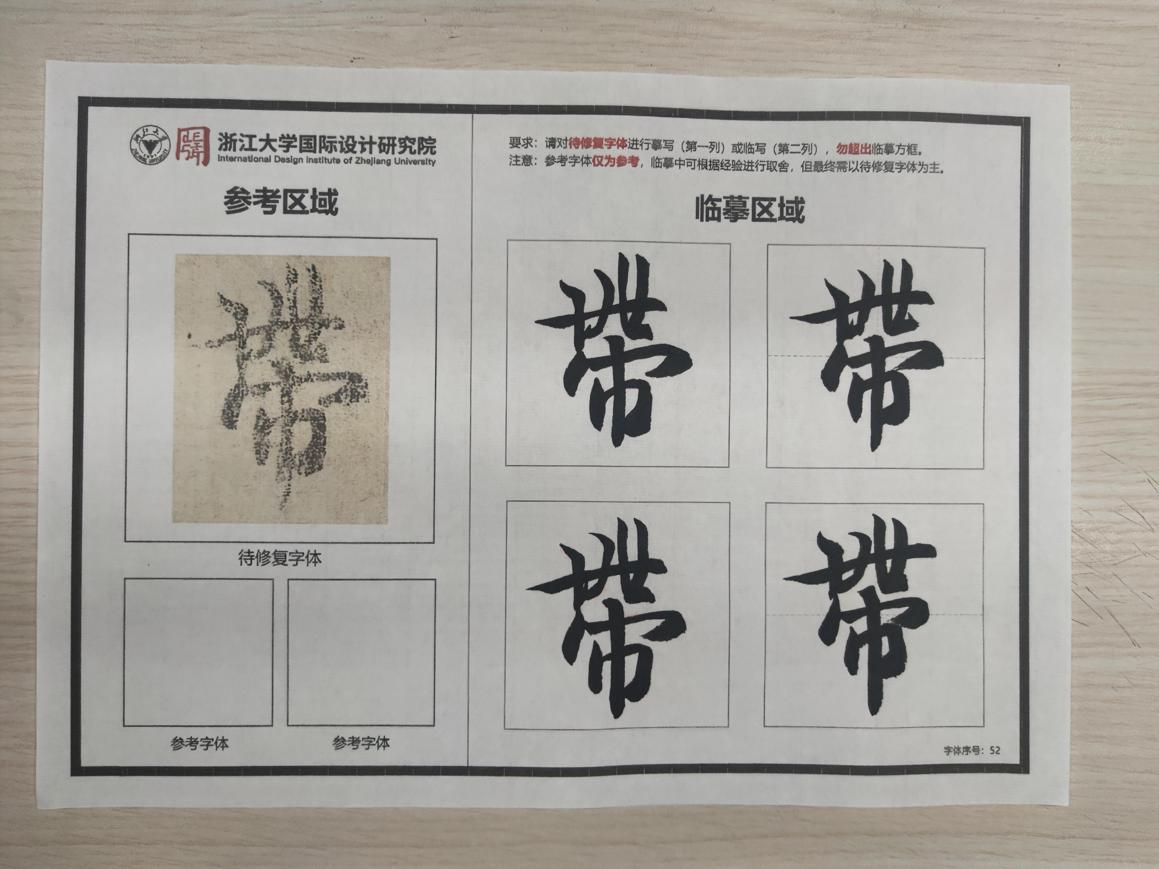 浙江大学国际设计研究院
International Design Institute of Zhejiang University
参考区域
帶
待修复字体
参考字体
参考字体
要求：请对待修复字体进行摹写（第一列）或临写（第二列），勿超出临摹方框。
注意：参考字体仅为参考，临摹中可根据经验进行取舍，但最终需以待修复字体为主。
临摹区域
帶 帶
帶 帶
字体序号：52